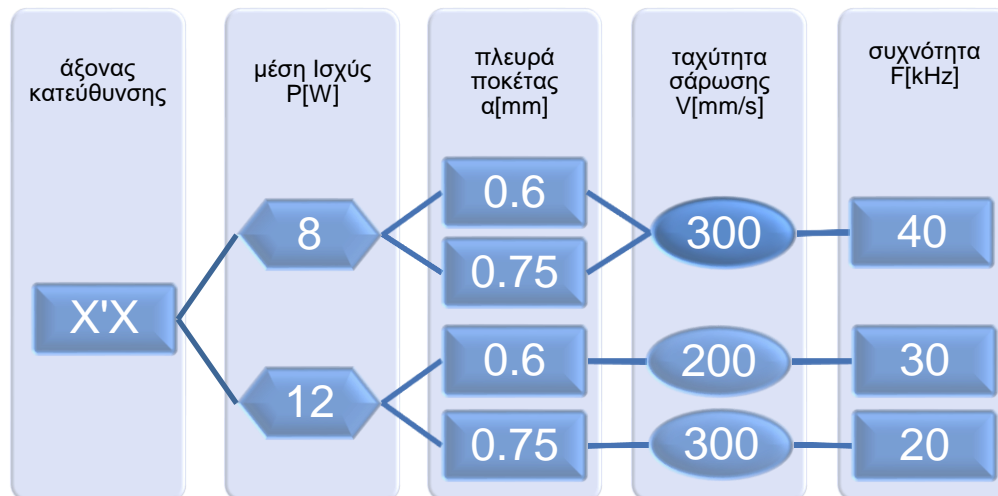 άξονας
κατεύθυνσης
μέση Ισχύς
P[W]
πλευρά
ποκέτας
α[mm]
ταχύτητα
σάρωσης
V[mm/s]
συχνότητα
F[kHz]
X'X
8
12
0.6
0.75
0.6
0.75
300
200
300
40
30
20